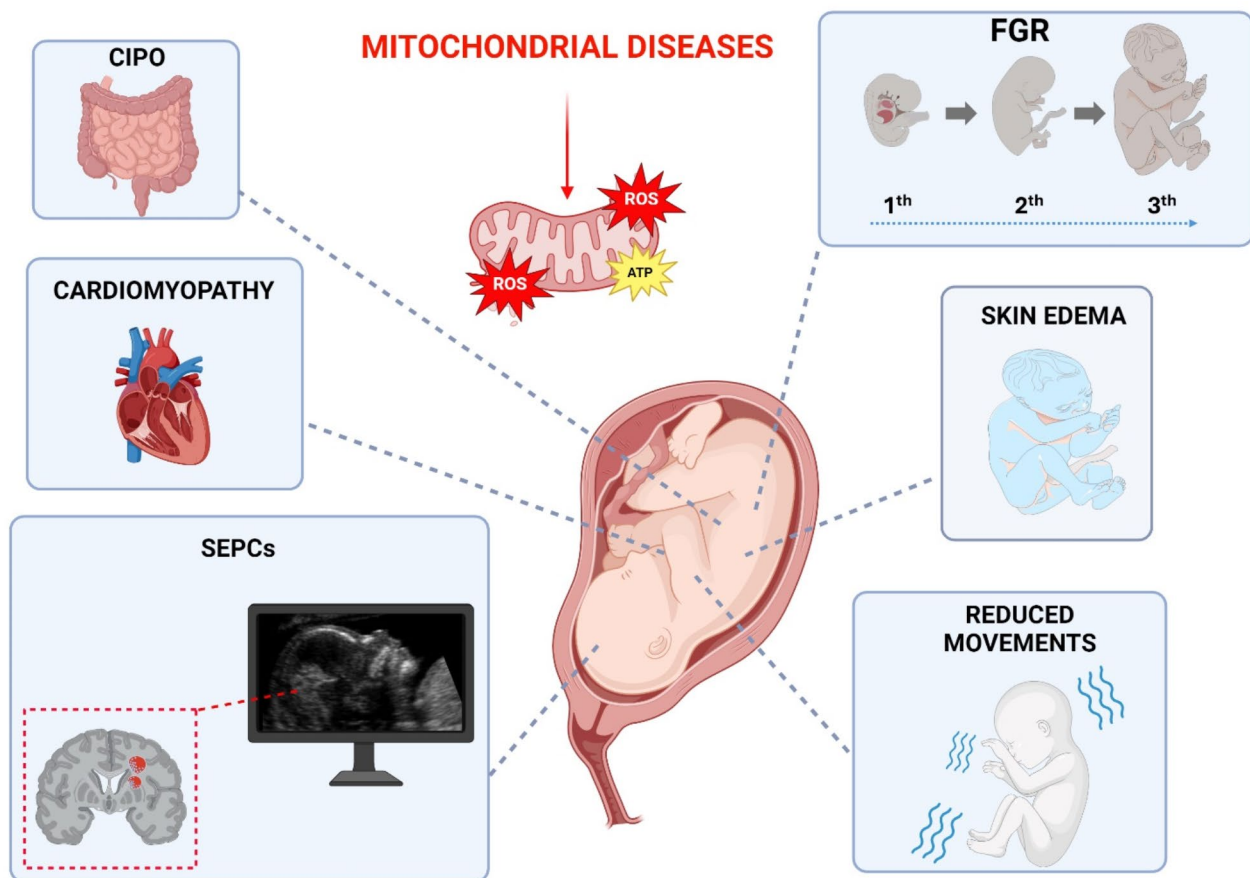 CIPO
MITOCHONDRIAL DISEASES
FGR
1th
2th
3th
ROS
ROS
ATP
CARDIOMYOPATHY
SKIN EDEMA
SEPCs
REDUCED
MOVEMENTS